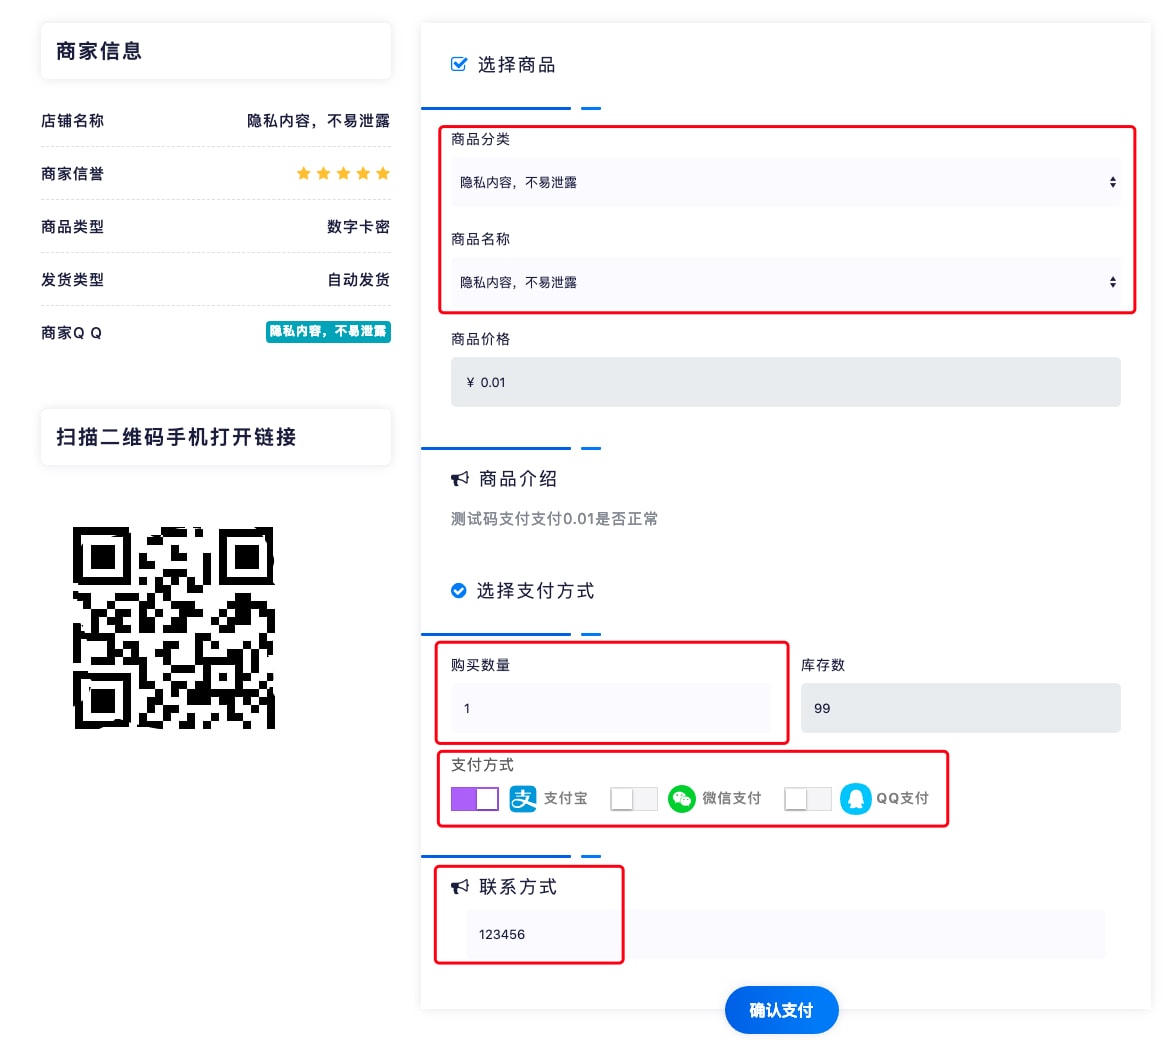 商家信息
店铺名称 隐私内容，不易泄露
商家信誉
商品类型 数字卡密
发货类型 自动发货
商家Q Q 隐私内容，不易泄露
扫描二维码手机打开链接
选择商品
商品分类
隐私内容，不易泄露
商品名称
隐私内容，不易泄露
商品价格
¥ 0.01
商品介绍
测试码支付支付0.01是否正常
选择支付方式
购买数量 库存数
1 99
支付方式
支 支付宝 微信支付 QQ支付
联系方式
123456
确认支付